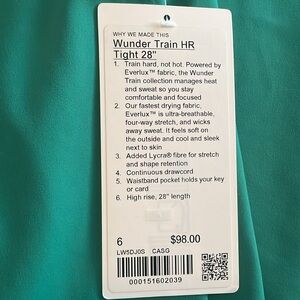 WHY WE MADE THIS
Wunder Train HR
Tight 28"
1. Train hard, not hot. Powered by
Everlux™ fabric, the Wunder
Train collection manages heat
and sweat so you stay
comfortable and focused
2. Our fastest drying fabric,
Everlux™ is ultra-breathable,
four-way stretch, and wicks
away sweat. It feels soft on
the outside and cool and sleek
next to skin
3. Added Lycra® fibre for stretch
and shape retention
4. Continuous drawcord
5. Waistband pocket holds your key
or card
6. High rise, 28" length
6 $98.00
LW5DJ0S CASG
000151602039